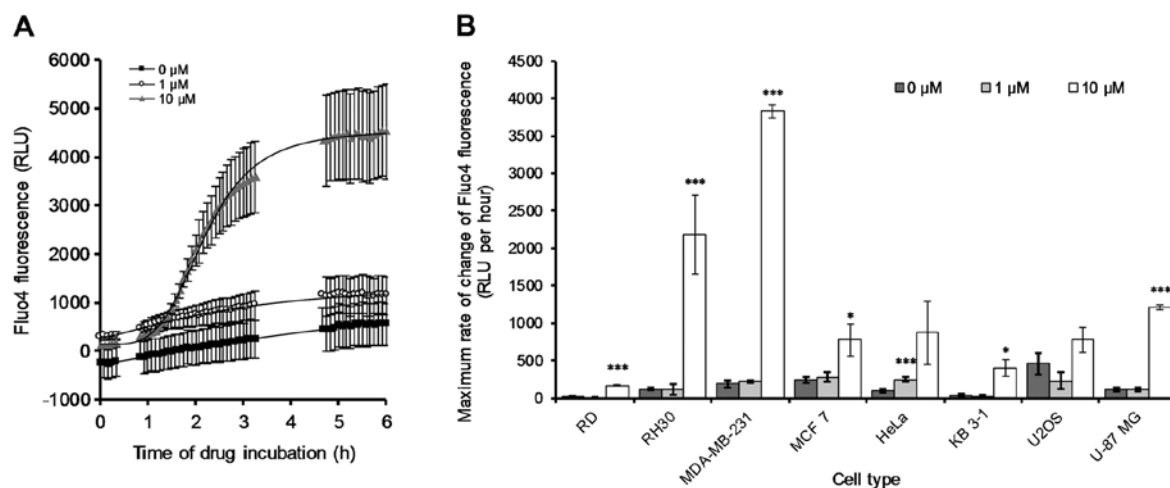 A
6000
5000
4000
3000
2000
1000
0
-1000
Fluo4 fluorescence (RLU)
0 µM
1 µM
10 µM
0 1 2 3 4 5 6
Time of drug incubation (h)
B
4500
4000
3500
3000
2500
2000
1500
1000
500
0
Maximum rate of change of Fluo4 fluorescence
(RLU per hour)
0 µM 1 µM 10 µM
***
***
***
*
***
*
***
RD RH30 MDA-MB-231 MCF 7 HeLa KB 3-1 U2OS U-87 MG
Cell type